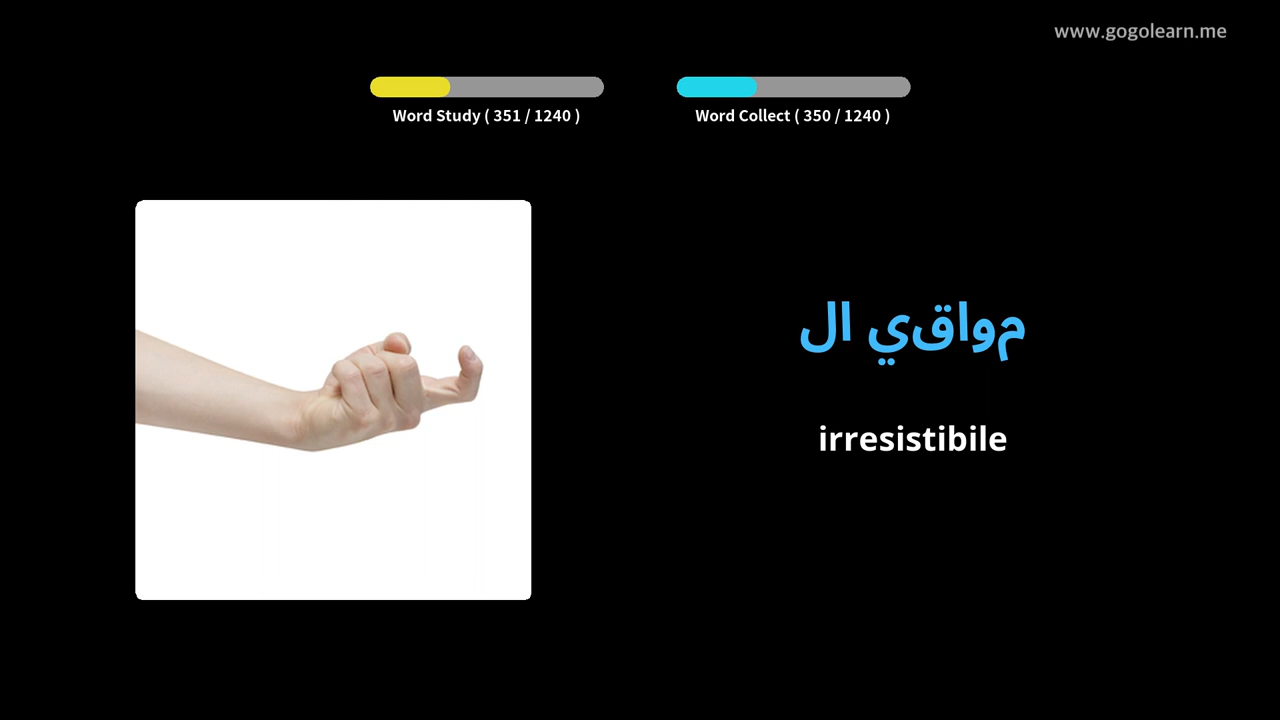 www.gogolearn.me
Word Study ( 351 / 1240 )
Word Collect ( 350 / 1240 )
مواقي ال
irresistibile